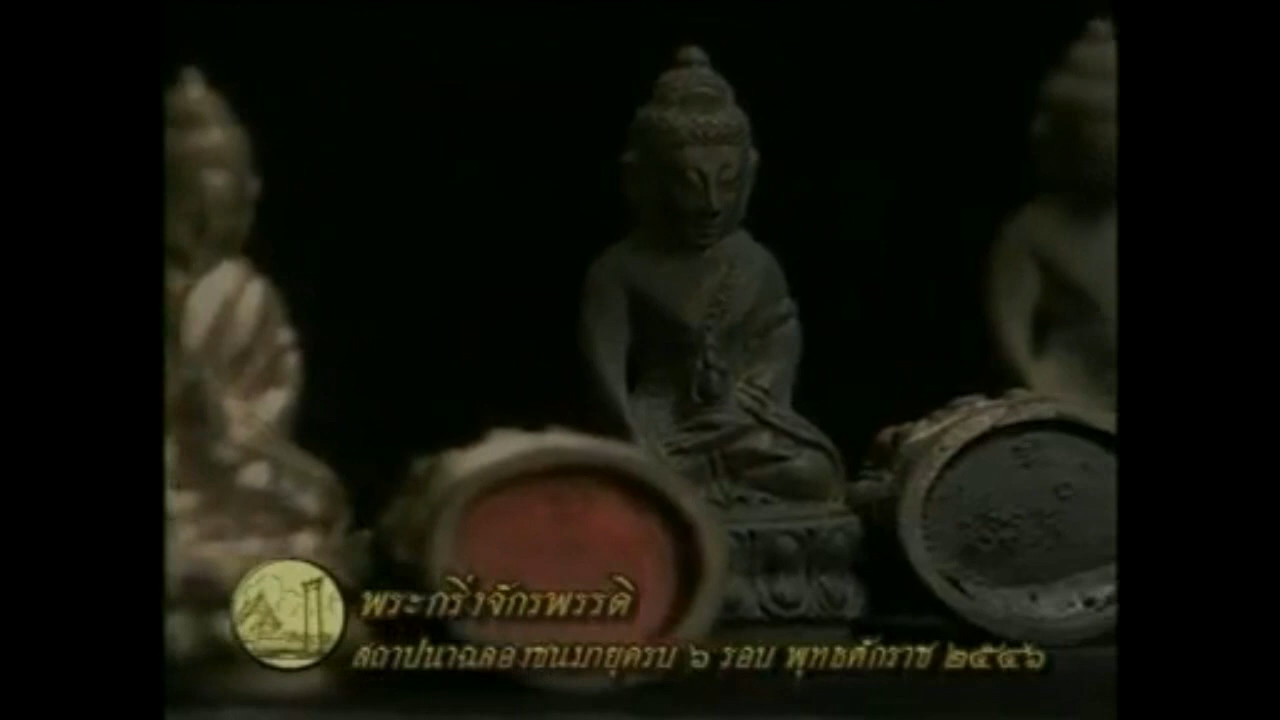 พระกริ่งจักรพรรดิ
สถาปนาฉลองชนมายุครบ ๖ รอบ พุทธศักราช ๒๕๔๖